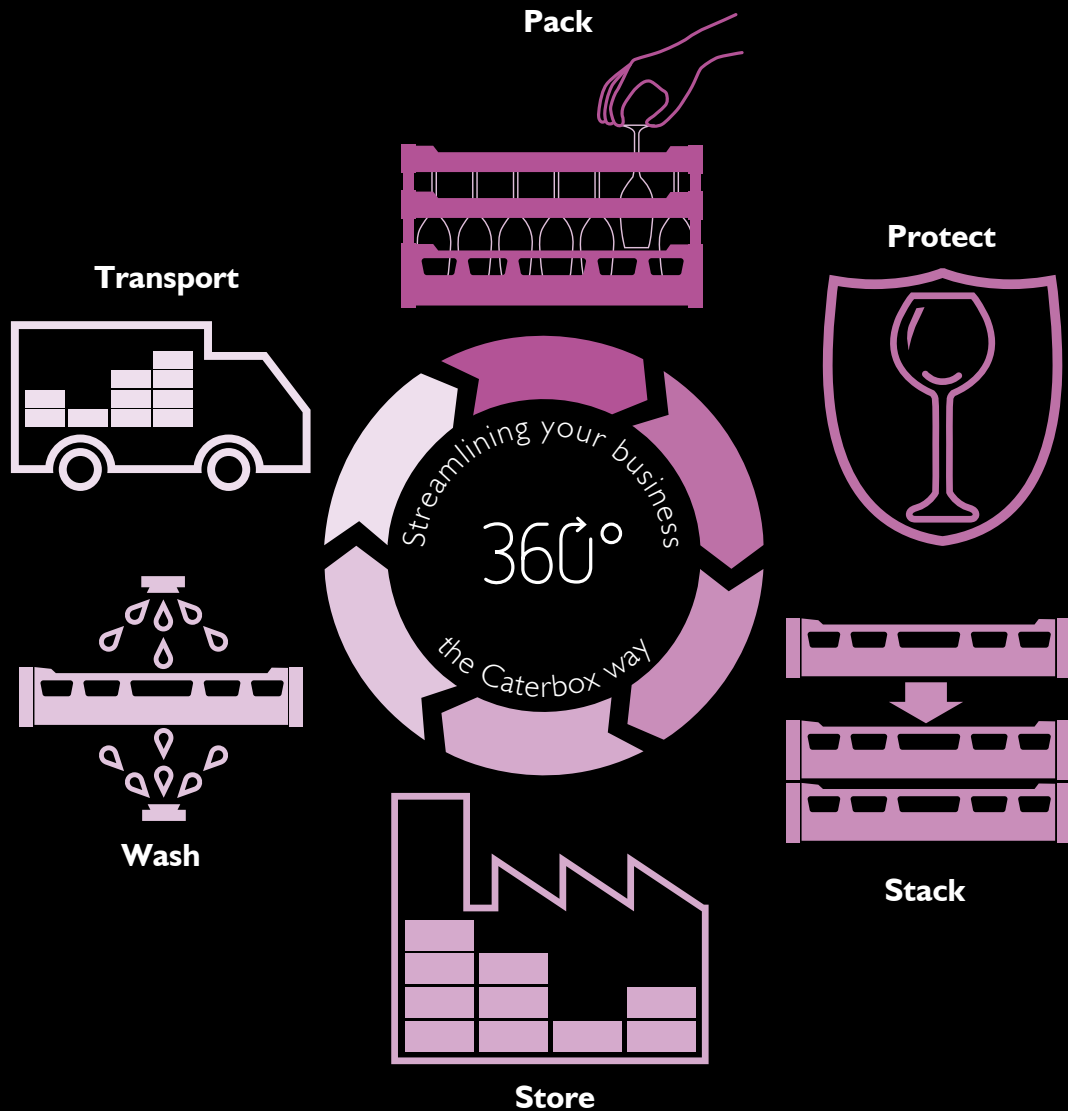 Pack
Protect
Transport
Streamlining your business
360°
the Caterbox way
Wash
Stack
Store